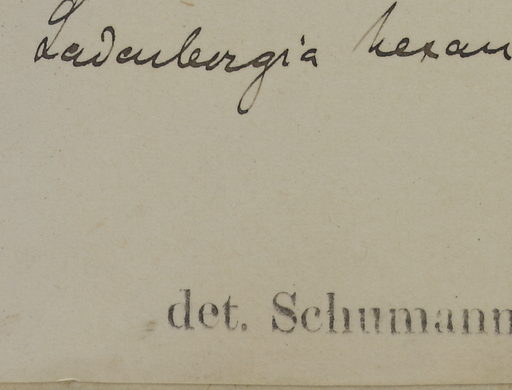 Ladenbergia hexan
det. Schumann